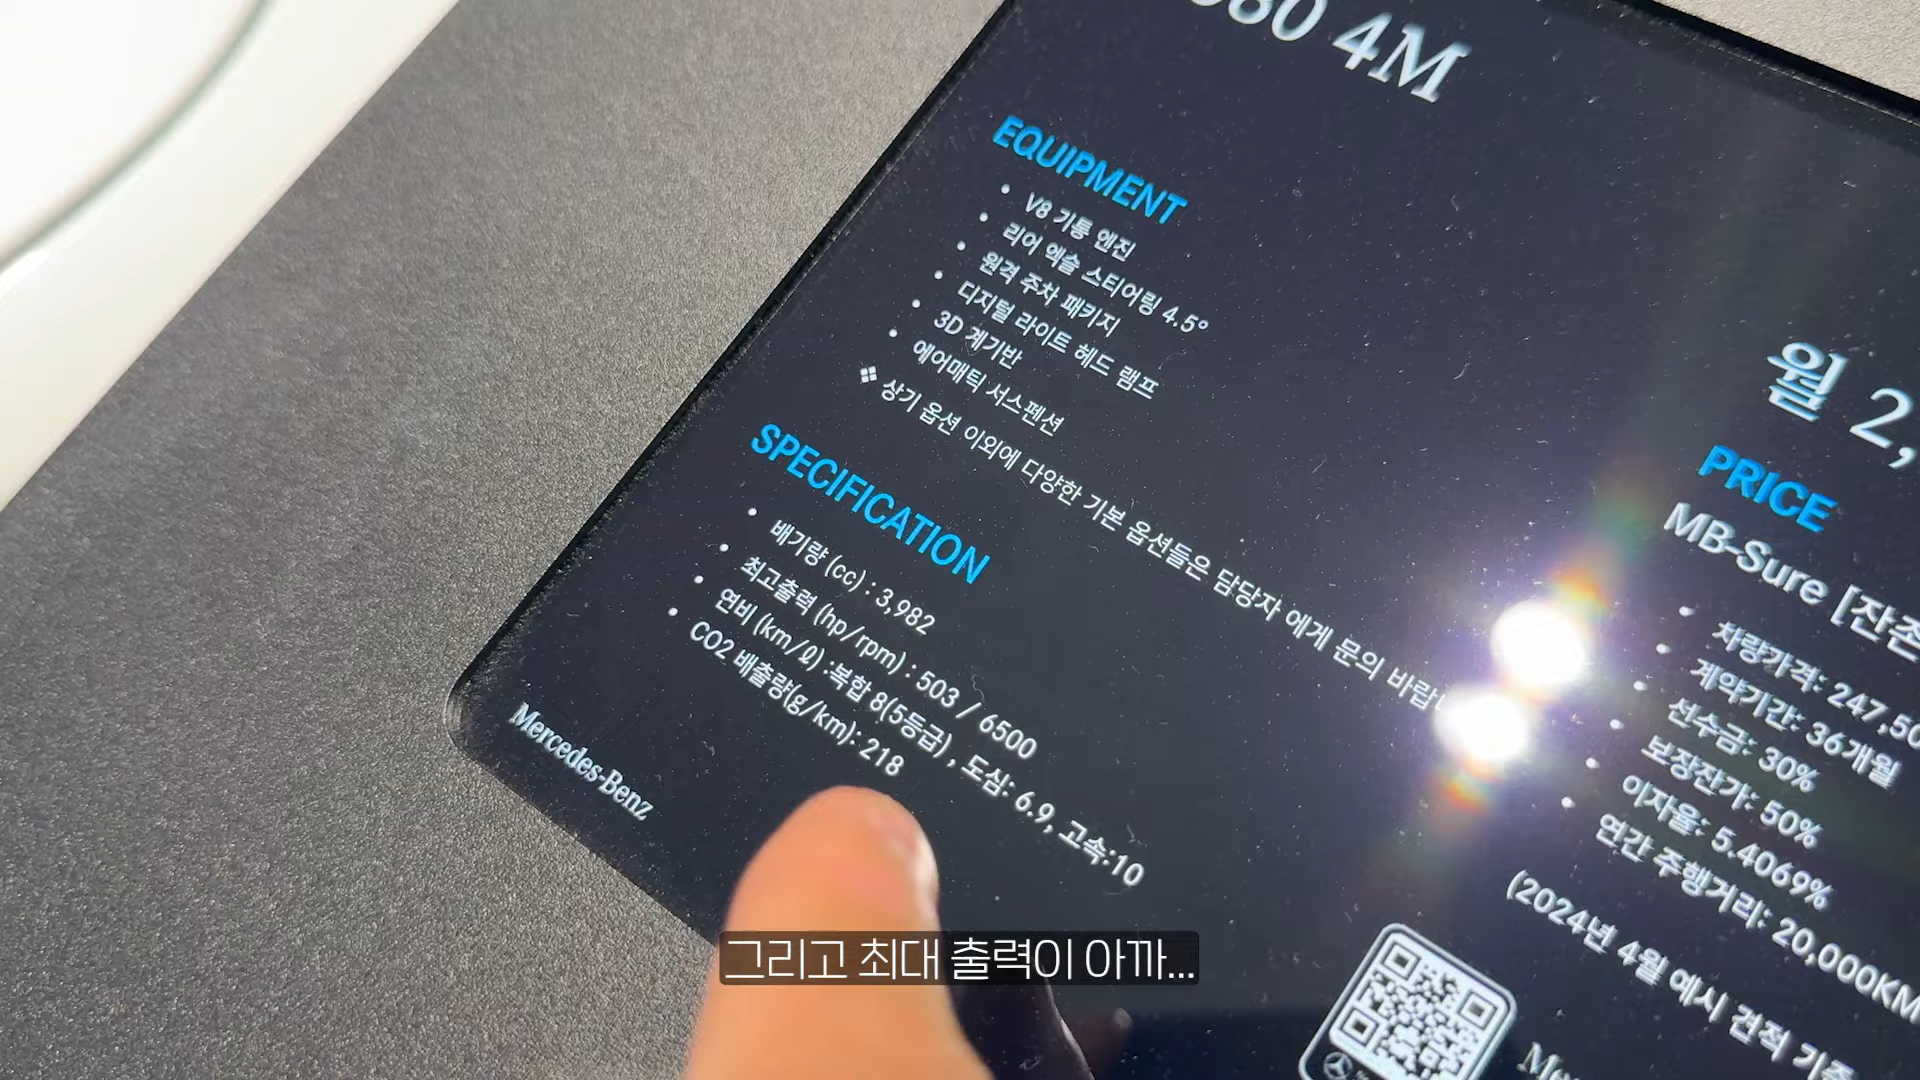 580 4M
EQUIPMENT
• V8 기통 엔진
• 리어 액슬 스티어링 4.5°
• 원격 주차 패키지
• 디지털 라이트 헤드 램프
• 3D 계기반
• 에어매틱 서스펜션
※ 상기 옵션 이외에 다양한 기본 옵션들은 담당자 에게 문의 바랍니
SPECIFICATION
• 배기량 (cc) : 3,982
• 최고출력 (hp/rpm) : 503 / 6500
• 연비 (km/ℓ) :복합 8(5등급) , 도심: 6.9, 고속:10
• CO2 배출량(g/km): 218
Mercedes-Benz
월 2,
PRICE
MB-Sure [잔존
• 차량가격: 247,50
• 계약기간: 36개월
• 선수금: 30%
• 보장잔가: 50%
• 이자율: 5.4069%
• 연간 주행거리: 20,000KM
(2024년 4월 예시 견적 기준
그리고 최대 출력이 아까...